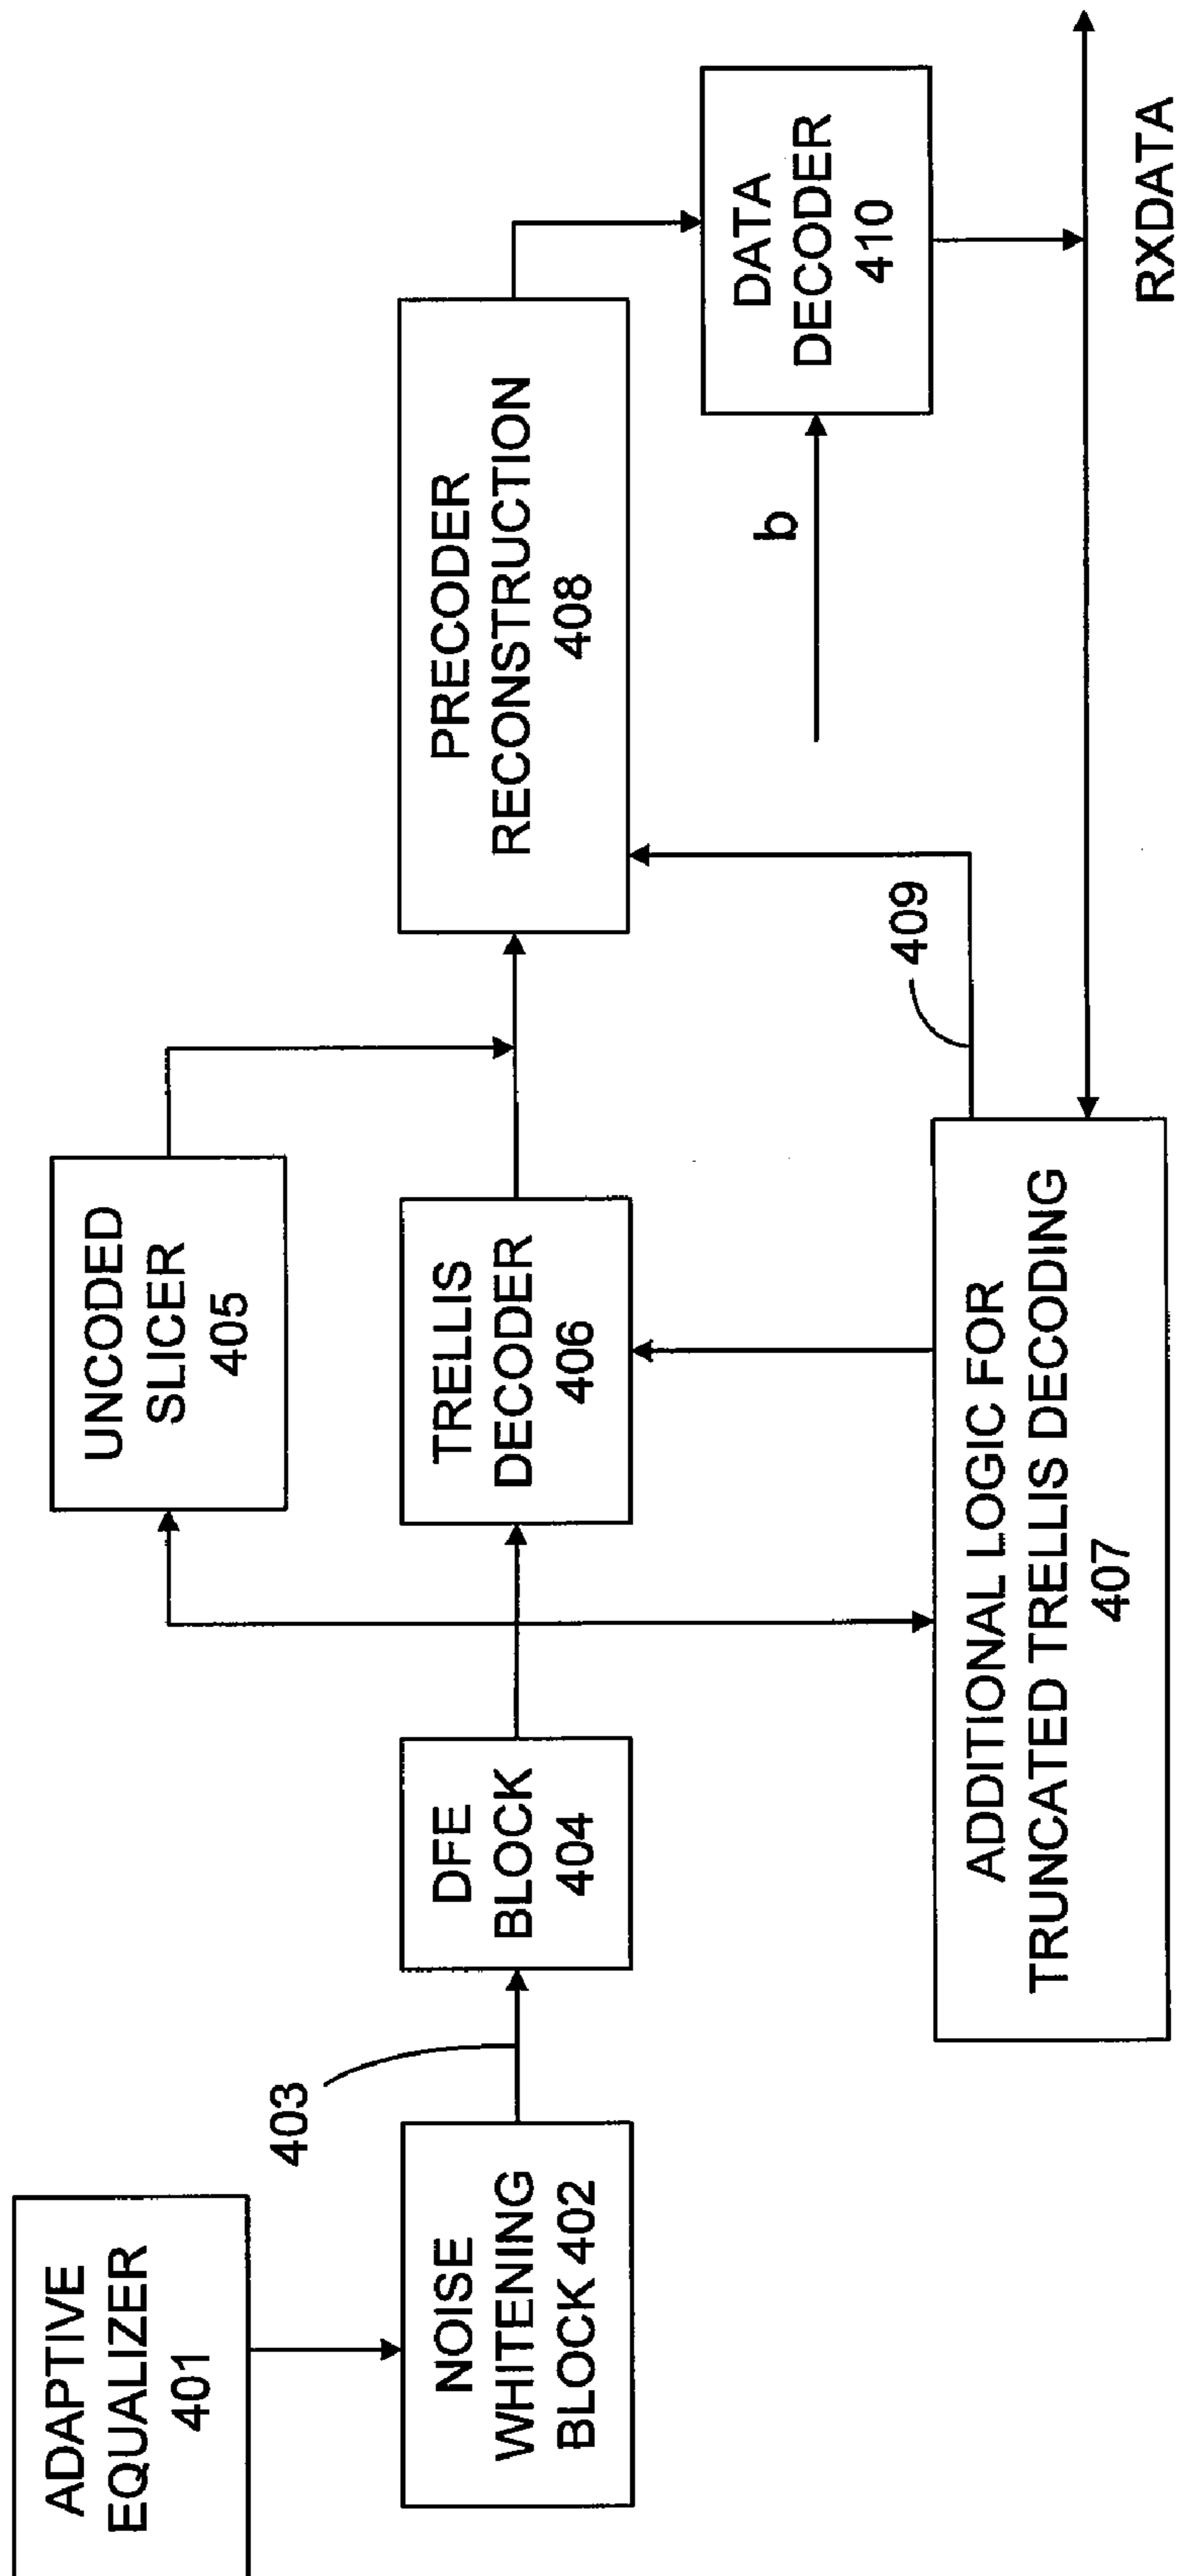 ADAPTIVE
EQUALIZER
401
NOISE
WHITENING
BLOCK 402
403
DFE
BLOCK
404
UNCODED
SLICER
405
TRELLIS
DECODER
406
ADDITIONAL LOGIC FOR
TRUNCATED TRELLIS DECODING
407
409
PRECODER
RECONSTRUCTION
408
b
DATA
DECODER
410
RXDATA